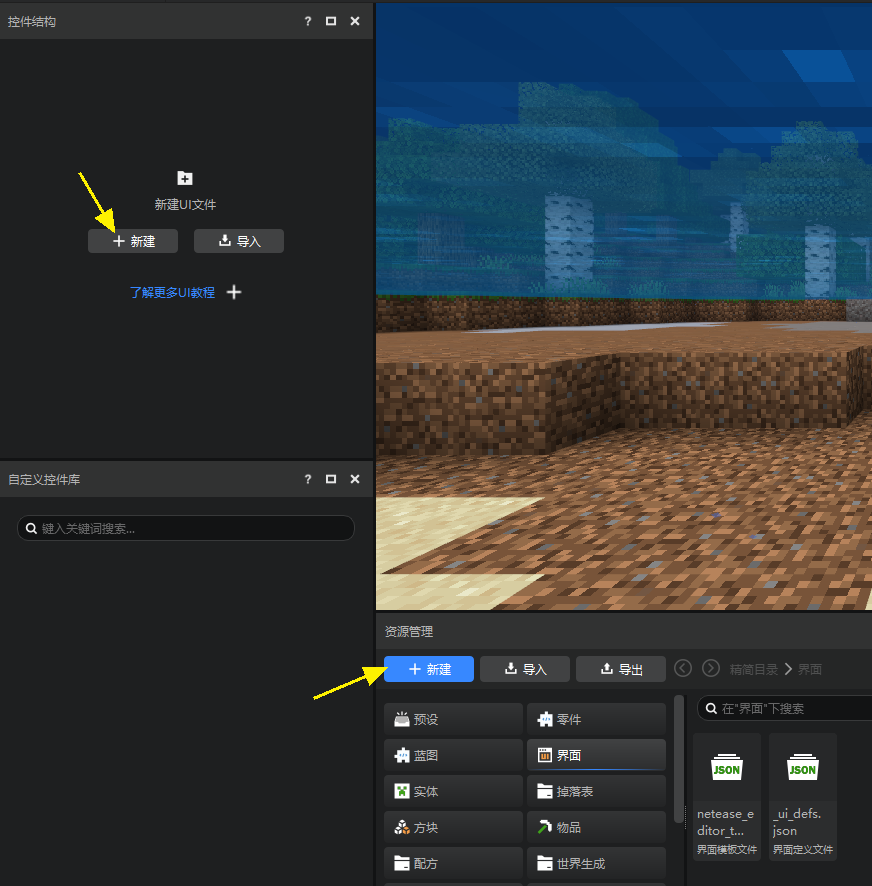 控件结构
?
新建UI文件
新建
导入
了解更多UI教程
自定义控件库
?
键入关键词搜索...
资源管理
新建
导入
导出
精简目录
界面
预设
零件
在"界面"下搜索
蓝图
UI
界面
JSON
JSON
实体
掉落表
方块
物品
netease_e
ditor_t...
界面模板文件
_ui_defs.
json
界面定义文件
配方
世界生成